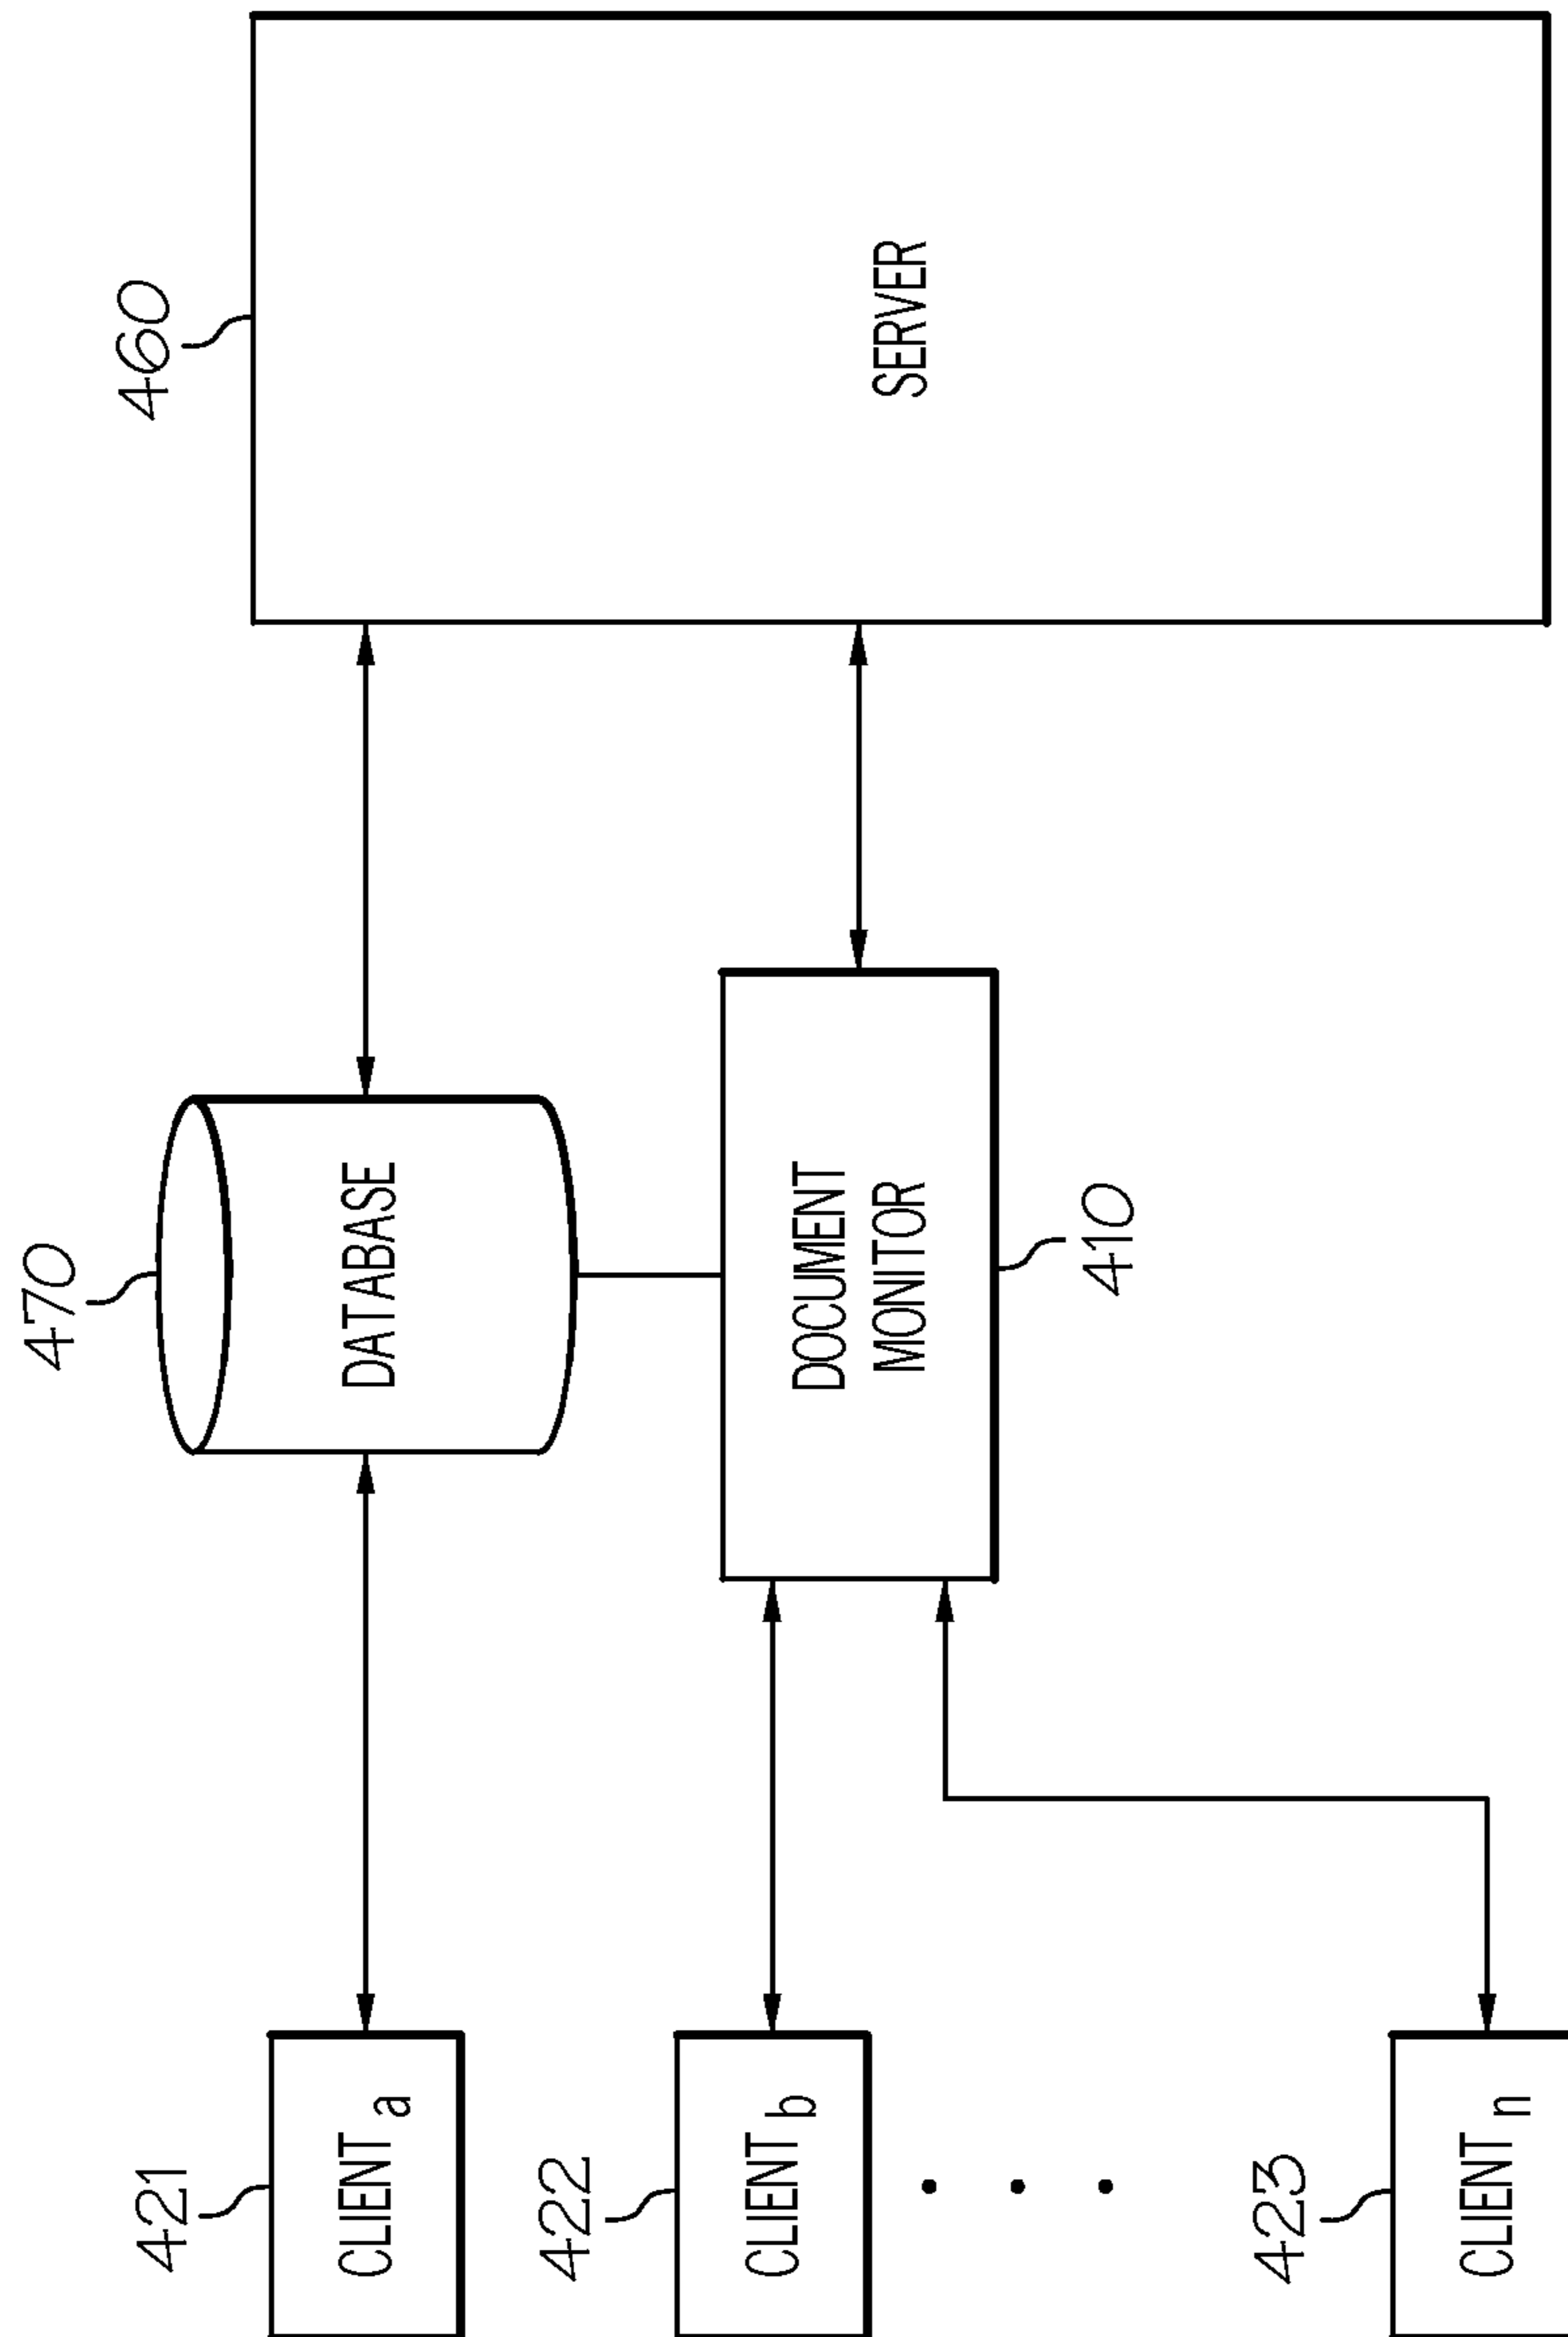 421
CLIENT a
422
CLIENT b
423
CLIENT n
470
DATABASE
DOCUMENT
MONITOR
410
460
SERVER